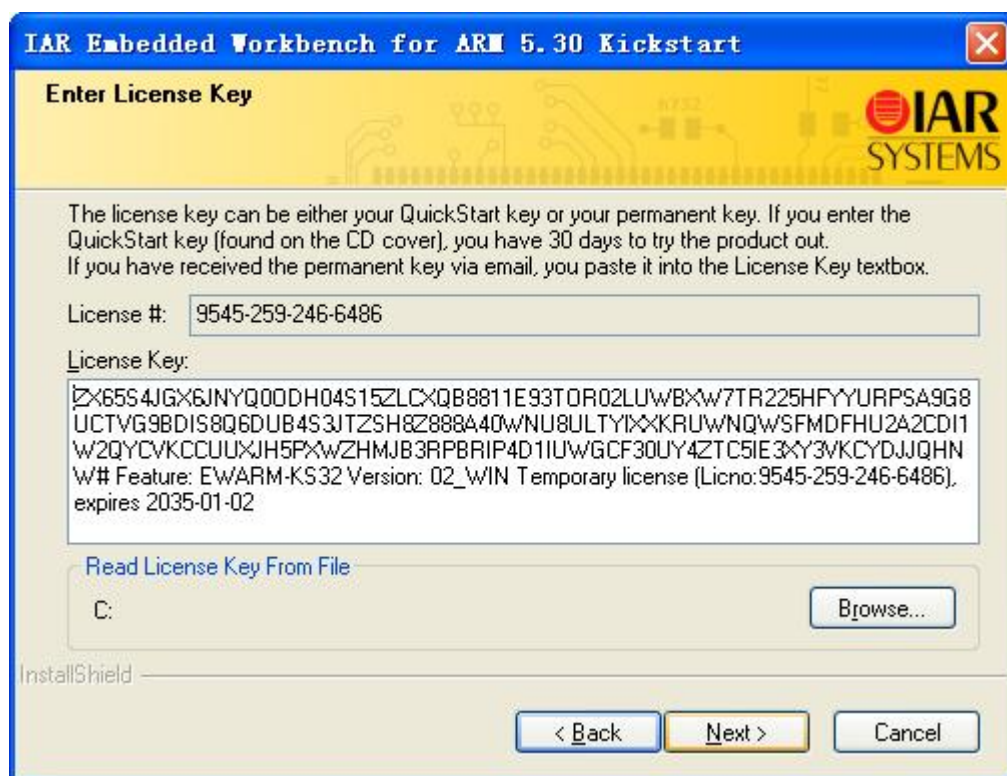 IAR Embedded Workbench for ARM 5.30 Kickstart
Enter License Key
IAR
SYSTEMS
The license key can be either your QuickStart key or your permanent key. If you enter the
QuickStart key (found on the CD cover), you have 30 days to try the product out.
If you have received the permanent key via email, you paste it into the License Key textbox.
License #: 9545-259-246-6486
License Key:
W# Feature: EWARM-KS32 Version: 02_WIN Temporary license (Licno:9545-259-246-6486),
expires 2035-01-02
Read License Key From File
C:
Browse...
InstallShield
< Back Next > Cancel